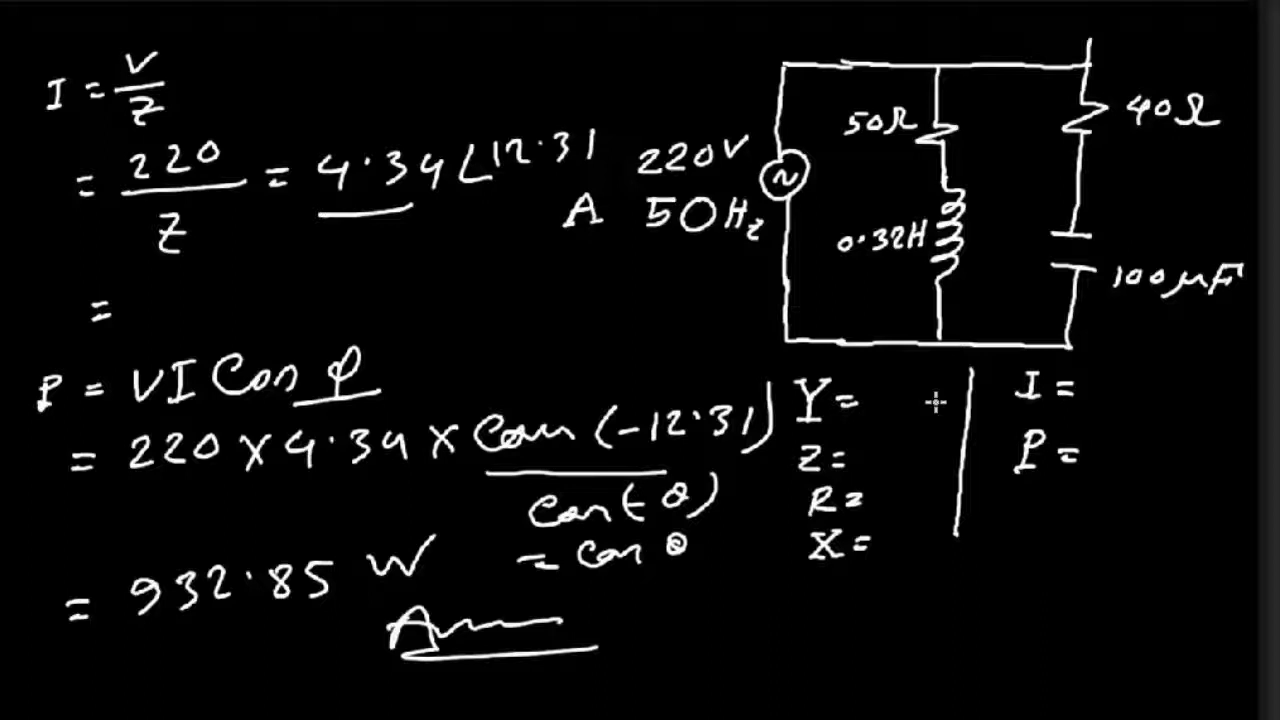 I = V/Z
= 220/Z = 4.34∠12.31 A
=
P = VI Cos φ
= 220 × 4.34 × Cos (-12.31)
Cos(-θ)
= Cos θ
= 932.85 W
Ans
220V
50Hz
50Ω
0.32H
40Ω
100μF
Y=
Z=
R=
X=
I=
P=